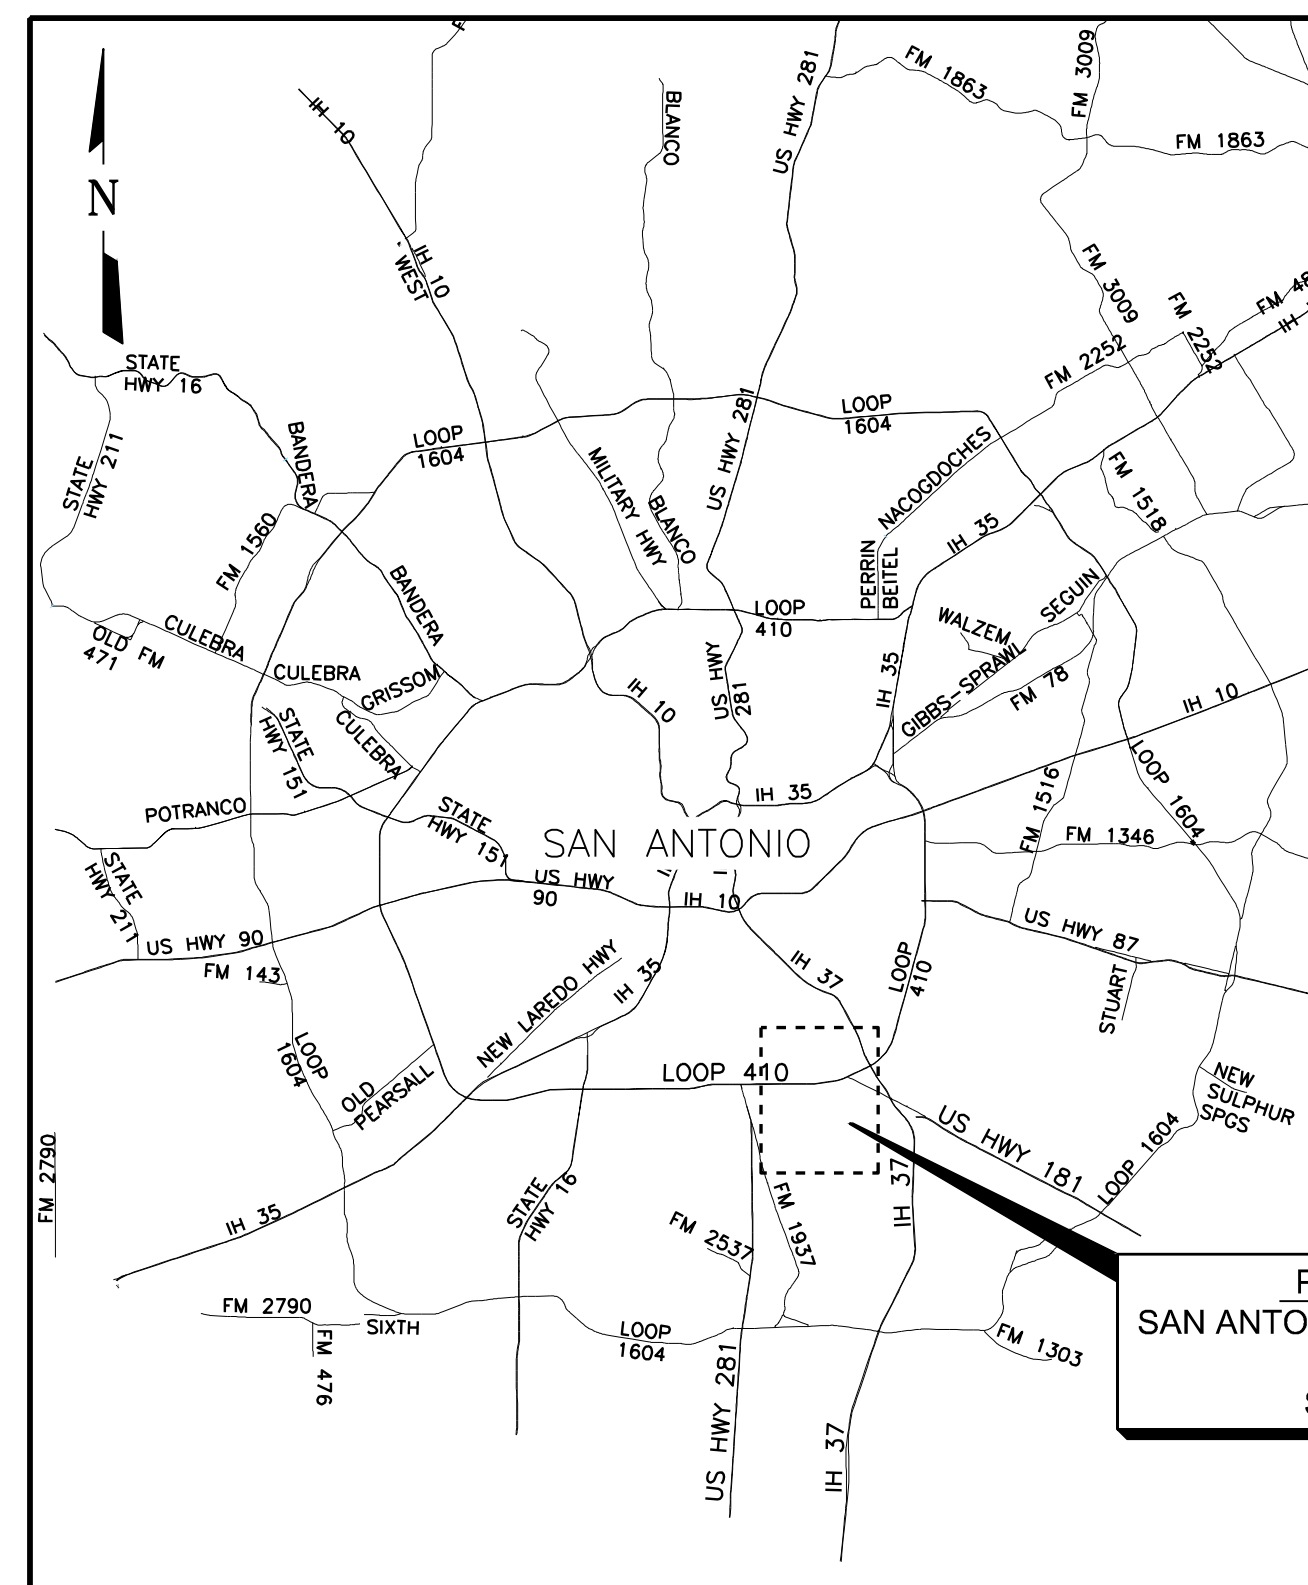 FM 3009
US HWY 281
FM 1863
IH 10
BLANCO
FM 1863
N
IH 10
WEST
FM 3009
FM 2252
FM 48
IH
STATE
HWY 16
FM 2252
LOOP
1604
US HWY 281
LOOP
1604
BANDERA
STATE
HWY 211
MILITARY HWY
NACOGDOCHES
FM 1518
BLANCO
IH 35
FM 1560
PERRIN
BEITEL
BANDERA
SEGUIN
LOOP
410
WALZEM
OLD FM
471
CULEBRA
CULEBRA
GRISSOM
US HWY
281
IH 35
GIBBS-SPRAWL
FM 78
IH 10
IH 10
STATE
HWY 151
CULEBRA
LOOP 1604
POTRANCO
IH 35
FM 1516
STATE
HWY 151
SAN ANTONIO
FM 1346
STATE
HWY 211
US HWY
90
IH 10
US HWY 87
US HWY 90
FM 143
NEW LAREDO HWY
IH 35
IH 37
LOOP
410
STUART
LOOP
1604
LOOP 410
OLD
PEARSALL
NEW
SULPHUR
SPGS
US HWY 181
LOOP 1604
FM 2790
IH 35
STATE
HWY 16
FM 2537
FM 1937
IH 37
FM 2790
SIXTH
FM 476
LOOP
1604
US HWY 281
IH 37
FM 1303
SAN ANTO